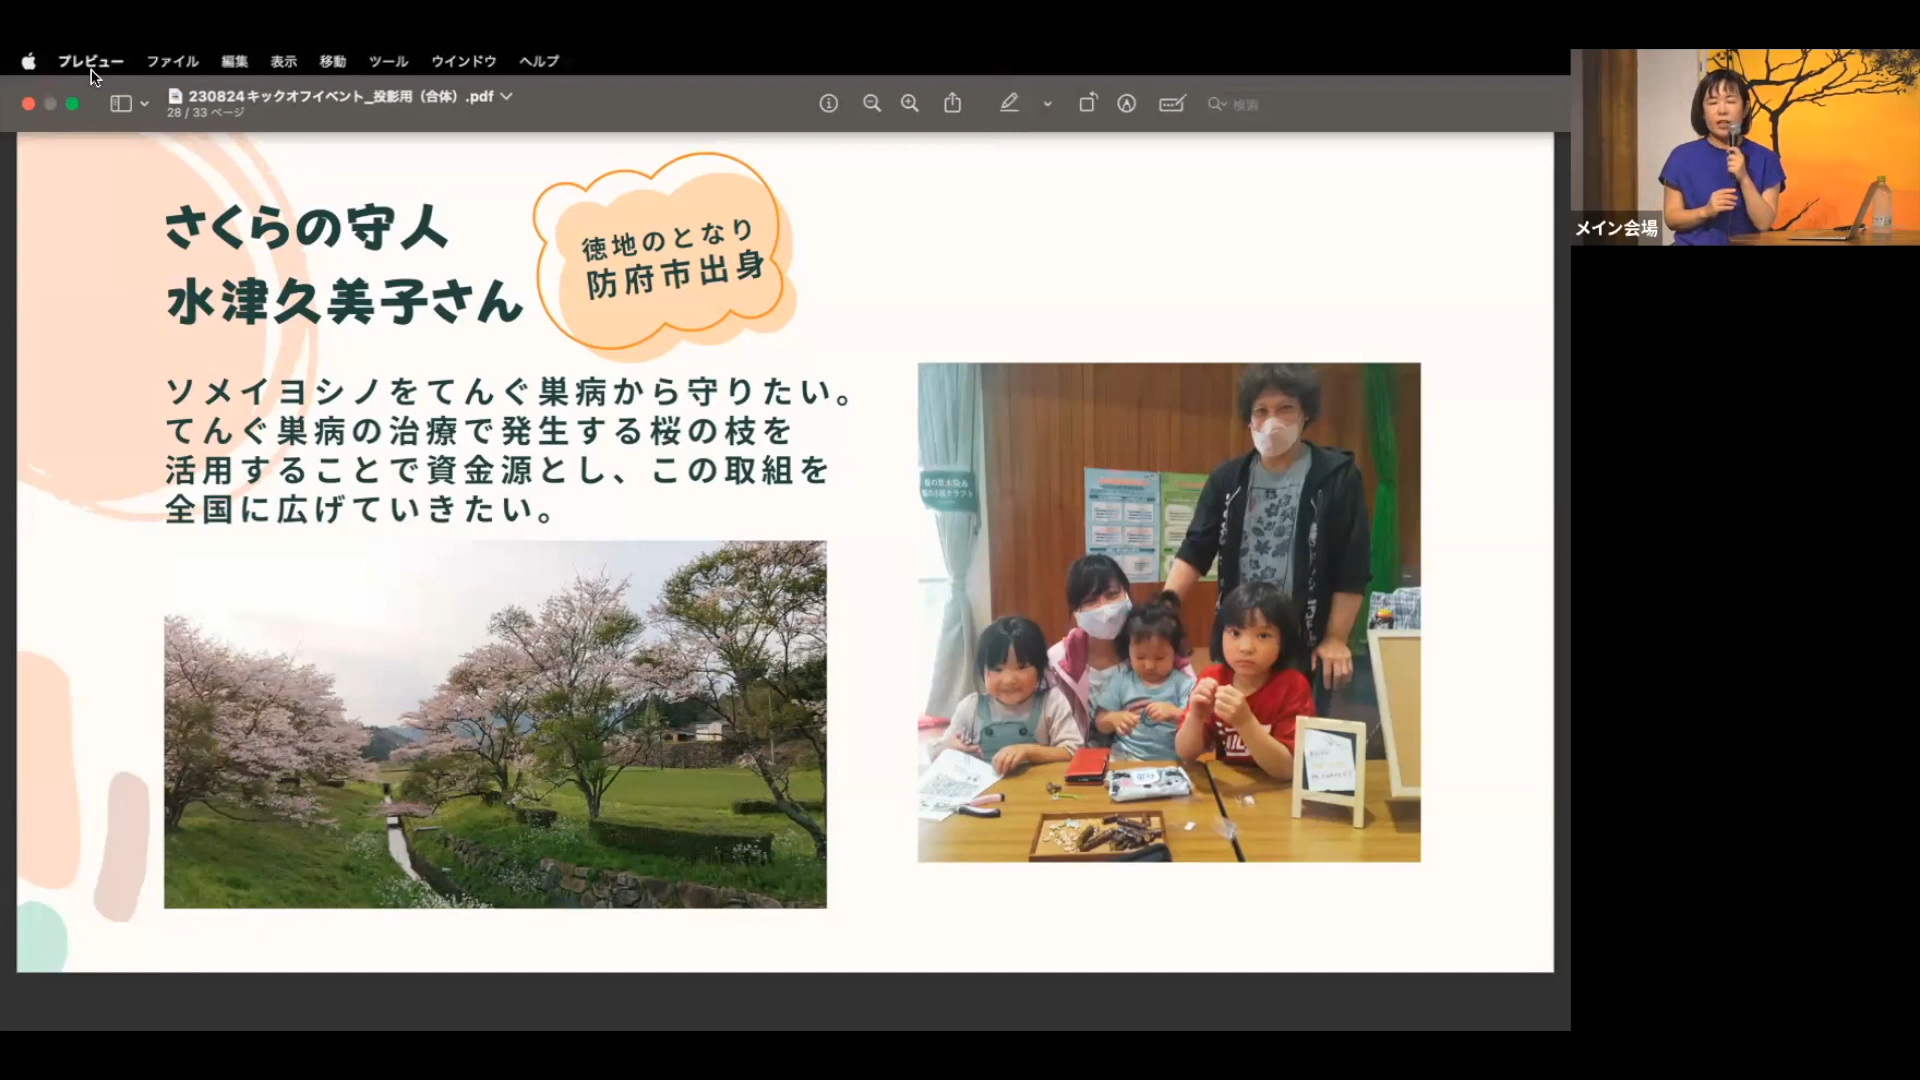 プレビュー ファイル 編集 表示 移動 ツール ウインドウ ヘルプ
230824キックオフイベント_投影用（合体）.pdf
28 / 33 ページ
検索
さくらの守人
水津久美子さん
徳地のとなり
防府市出身
ソメイヨシノをてんぐ巣病から守りたい。
てんぐ巣病の治療で発生する桜の枝を
活用することで資金源とし、この取組を
全国に広げていきたい。
メイン会場